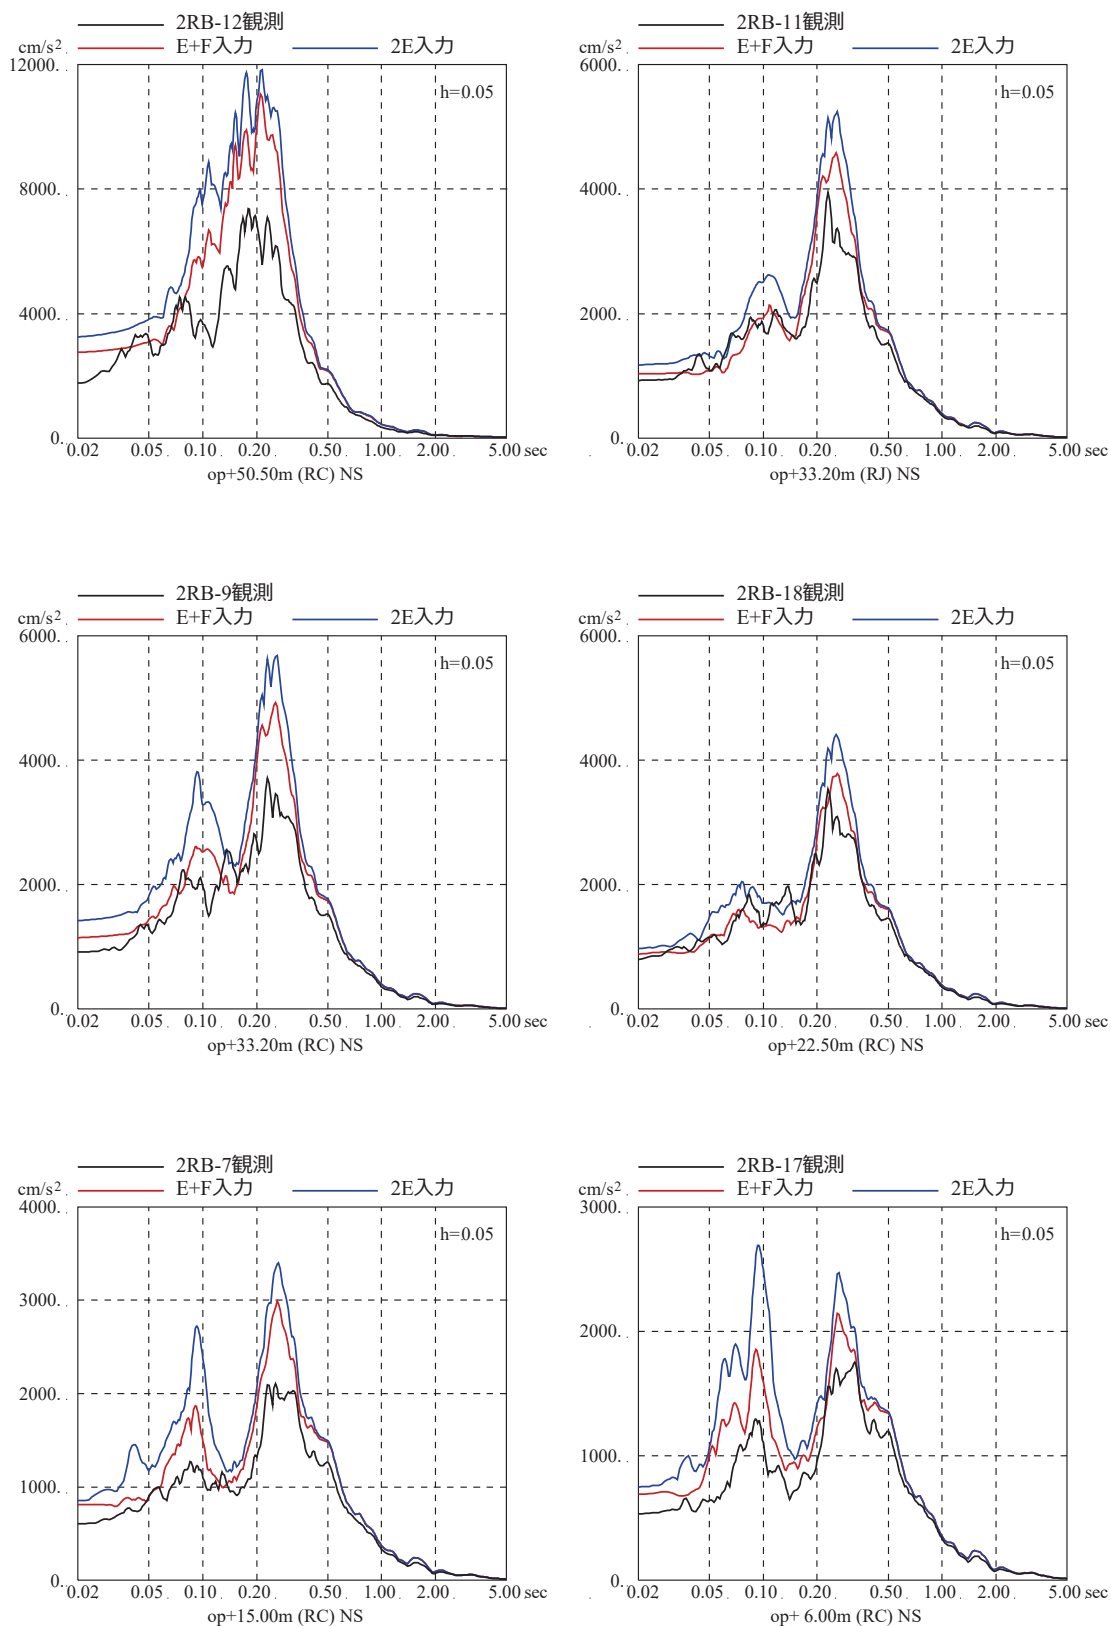 2RB-12観測
cm/s2 E+F入力 2E入力
12000.
h=0.05
8000.
4000.
0.
0.02 0.05 0.10 0.20 0.50 1.00 2.00 5.00 sec
op+50.50m (RC) NS
2RB-11観測
cm/s2 E+F入力 2E入力
6000.
h=0.05
4000.
2000.
0.
0.02 0.05 0.10 0.20 0.50 1.00 2.00 5.00 sec
op+33.20m (RJ) NS
2RB-9観測
cm/s2 E+F入力 2E入力
6000.
h=0.05
4000.
2000.
0.
0.02 0.05 0.10 0.20 0.50 1.00 2.00 5.00 sec
op+33.20m (RC) NS
2RB-18観測
cm/s2 E+F入力 2E入力
6000.
h=0.05
4000.
2000.
0.
0.02 0.05 0.10 0.20 0.50 1.00 2.00 5.00 sec
op+22.50m (RC) NS
2RB-7観測
cm/s2 E+F入力 2E入力
4000.
h=0.05
3000.
2000.
1000.
0.
0.02 0.05 0.10 0.20 0.50 1.00 2.00 5.00 sec
op+15.00m (RC) NS
2RB-17観測
cm/s2 E+F入力 2E入力
3000.
h=0.05
2000.
1000.
0.
0.02 0.05 0.10 0.20 0.50 1.00 2.00 5.00 sec
op+ 6.00m (RC) NS